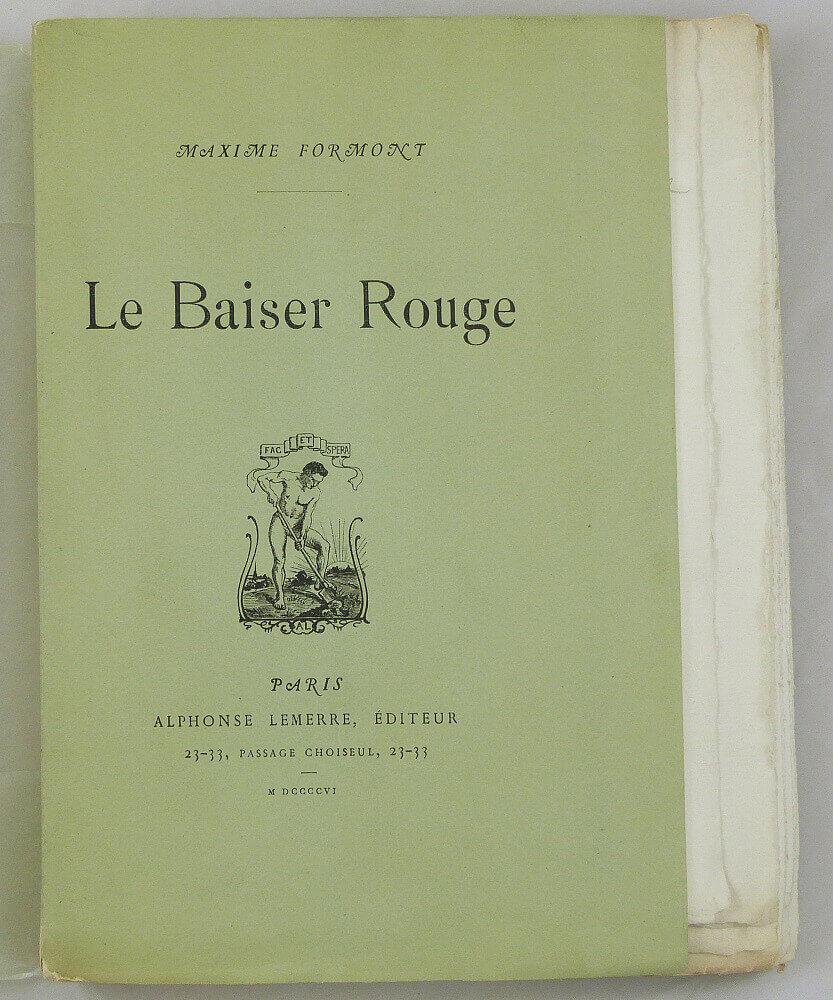 MAXIME FORMONT
Le Baiser Rouge
FAC ET SPERA
AL
PARIS
ALPHONSE LEMERRE, ÉDITEUR
23-33, PASSAGE CHOISEUL, 23-33
M DCCCCVI